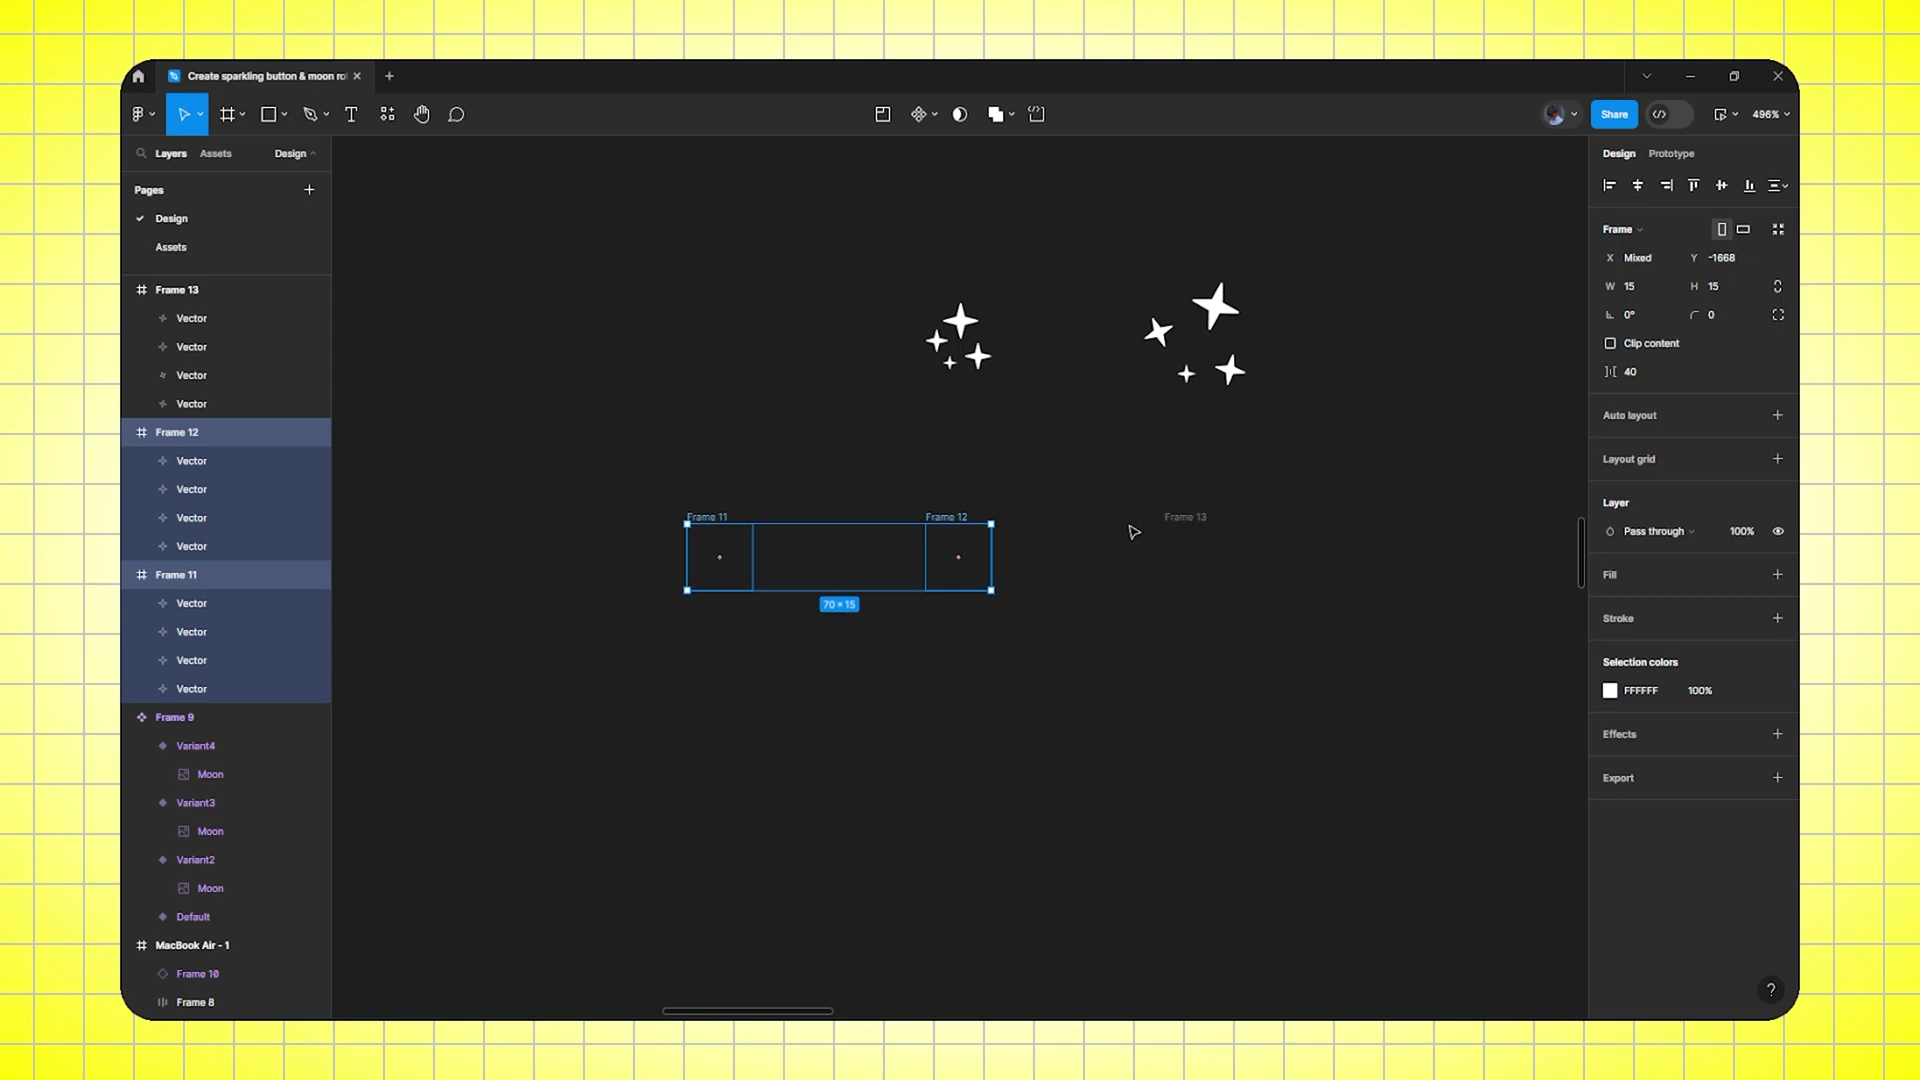 Create sparkling button & moon ro
496%
Share
Layers
Assets
Design
Pages
Design
Assets
Frame 13
Vector
Vector
Vector
Vector
Frame 12
Vector
Vector
Vector
Vector
Frame 11
Vector
Vector
Vector
Vector
Frame 9
Variant4
Moon
Variant3
Moon
Variant2
Moon
Default
MacBook Air - 1
Frame 10
Frame 8
Frame 11
Frame 12
Frame 13
70 × 15
Design
Prototype
Frame
X Mixed Y -1668
W 15 H 15
0° 0
Clip content
40
Auto layout
Layout grid
Layer
Pass through 100%
Fill
Stroke
Selection colors
FFFFFF 100%
Effects
Export
?